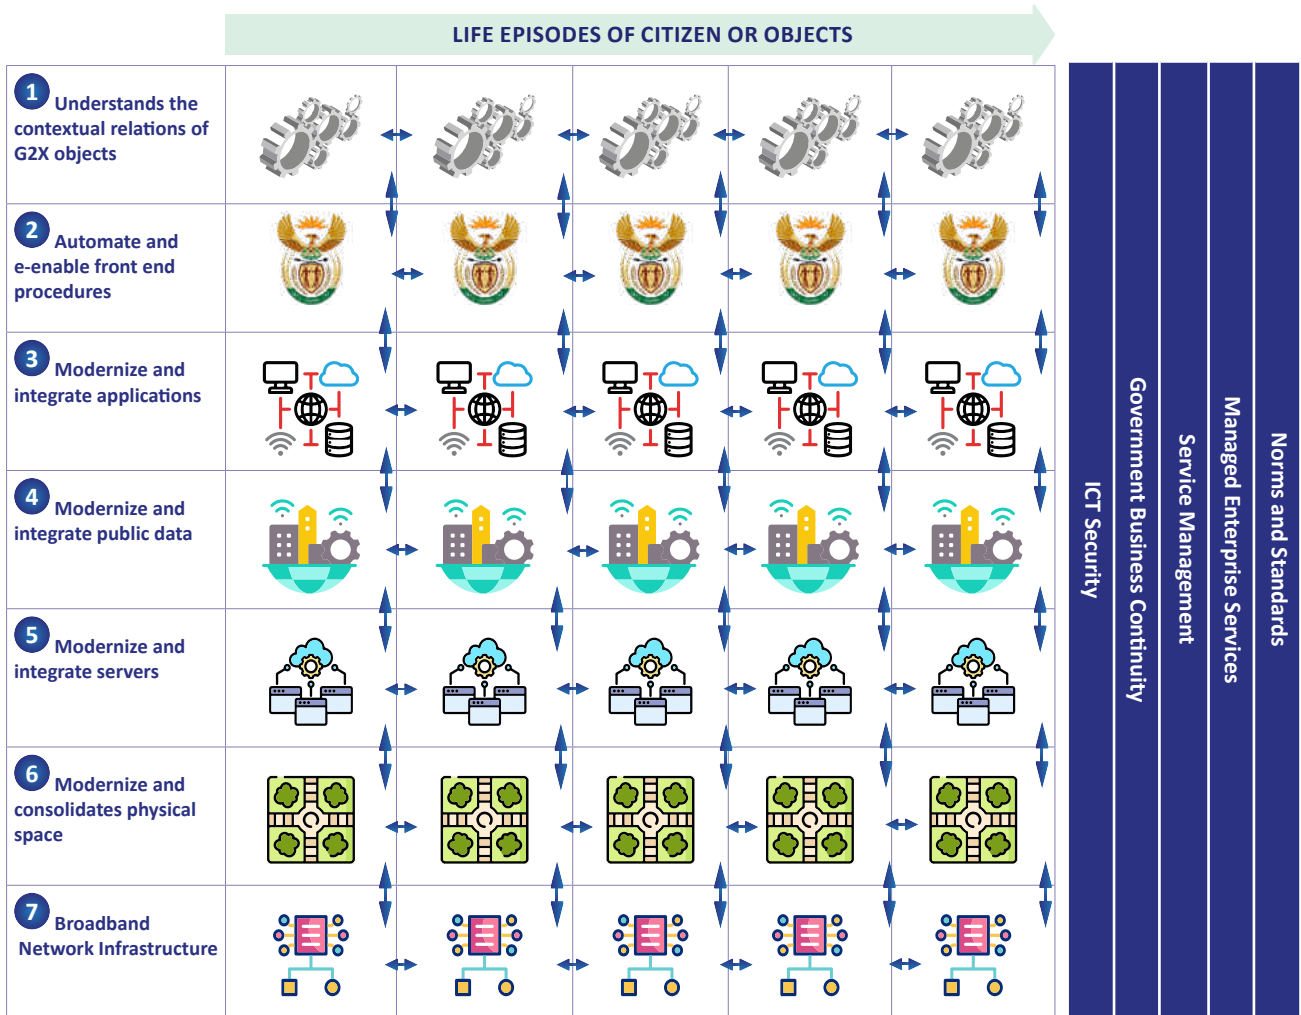 LIFE EPISODES OF CITIZEN OR OBJECTS
1 Understands the
contextual relations of
G2X objects
2 Automate and
e-enable front end
procedures
3 Modernize and
integrate applications
4 Modernize and
integrate public data
5 Modernize and
integrate servers
6 Modernize and
consolidates physical
space
7 Broadband
Network Infrastructure
ICT Security
Government Business Continuity
Service Management
Managed Enterprise Services
Norms and Standards